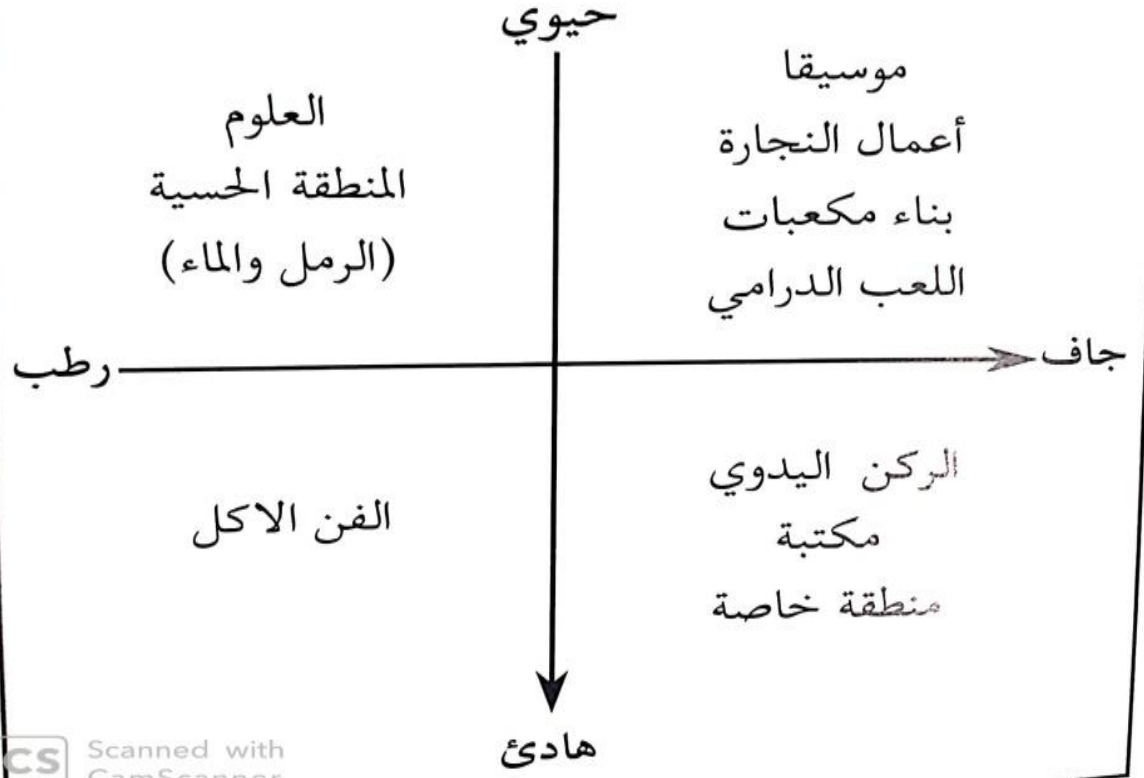 حيوي
موسيقا
أعمال النجارة
بناء مكعبات
اللعب الدرامي
العلوم
المنطقة الحسية
(الرمل والماء)
جاف
رطب
الركن اليدوي
مكتبة
منطقة خاصة
الفن الاكل
هادئ
CS Scanned with
CamScanner